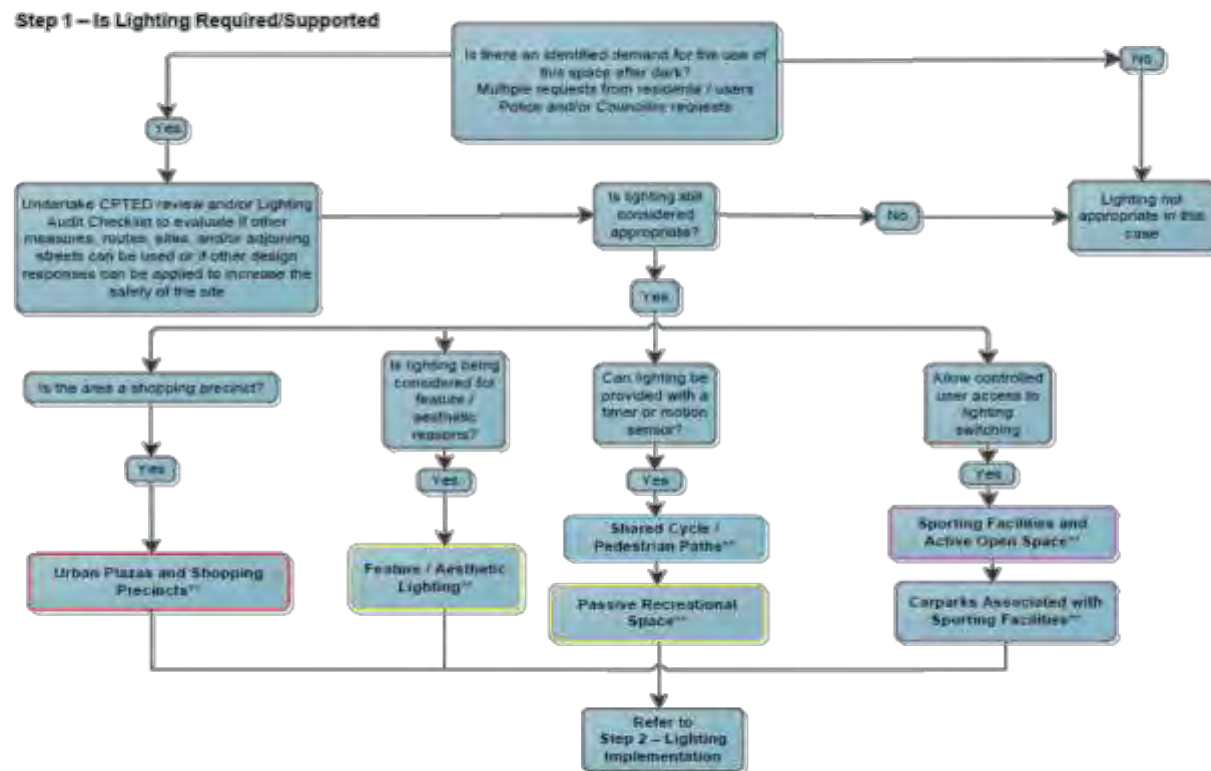 Step 1 – Is Lighting Required/Supported
Is there an identified demand for the use of
this space after dark?
Multiple requests from residents / users
Police and/or Councillor requests
No
Yes
Undertake CPTED review and/or Lighting
Audit Checklist to evaluate if other
measures, routes, sites, and/or adjoining
streets can be used or if other design
responses can be applied to increase the
safety of the site
Is lighting still
considered
appropriate?
No
Lighting not
appropriate in this
case
Yes
Is the area a shopping precinct?
Is lighting being
considered for
feature /
aesthetic
reasons?
Can lighting be
provided with a
timer or motion
sensor?
Allow controlled
user access to
lighting
switching
Yes
Yes
Yes
Yes
Urban Plazas and Shopping
Precincts**
Feature / Aesthetic
Lighting**
Shared Cycle /
Pedestrian Paths**
Passive Recreational
Space**
Sporting Facilities and
Active Open Space**
Carparks Associated with
Sporting Facilities**
Refer to
Step 2 – Lighting
Implementation